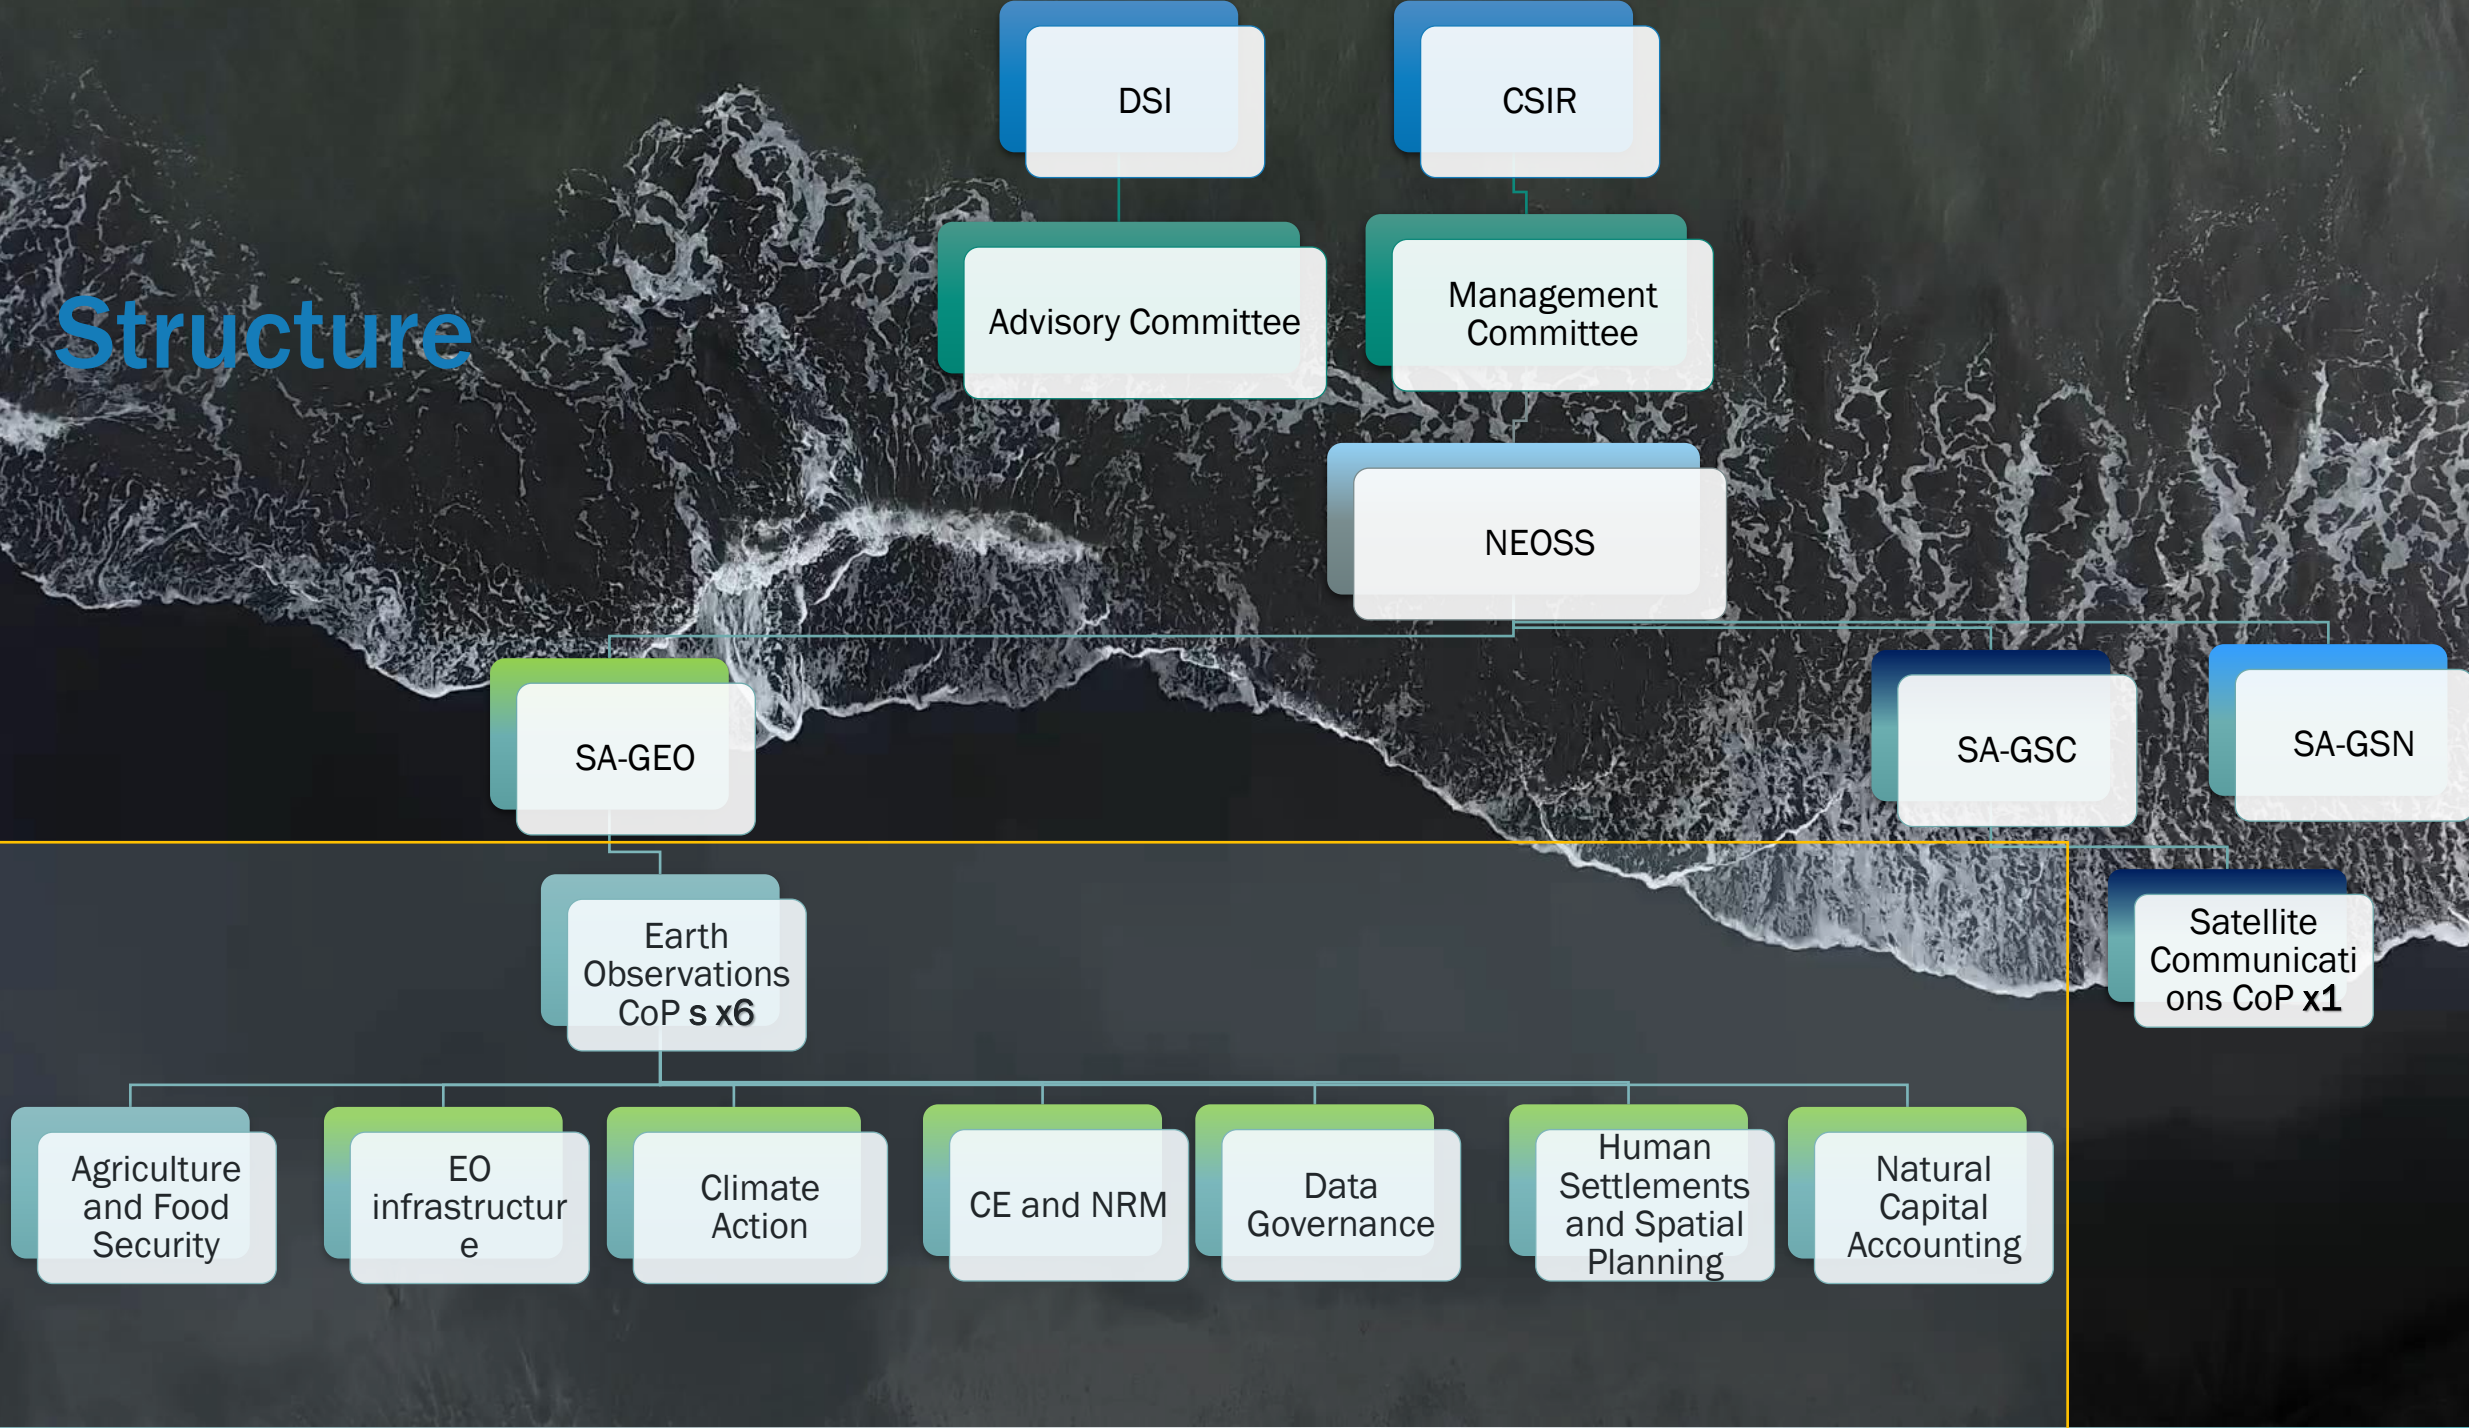 DSI
CSIR
Structure
Advisory Committee
Management
Committee
NEOSS
SA-GEO
SA-GSC
SA-GSN
Earth
Observations
CoP s x6
Satellite
Communicati
ons CoP x1
Agriculture
and Food
Security
EO
infrastructur
e
Climate
Action
CE and NRM
Data
Governance
Human
Settlements
and Spatial
Planning
Natural
Capital
Accounting